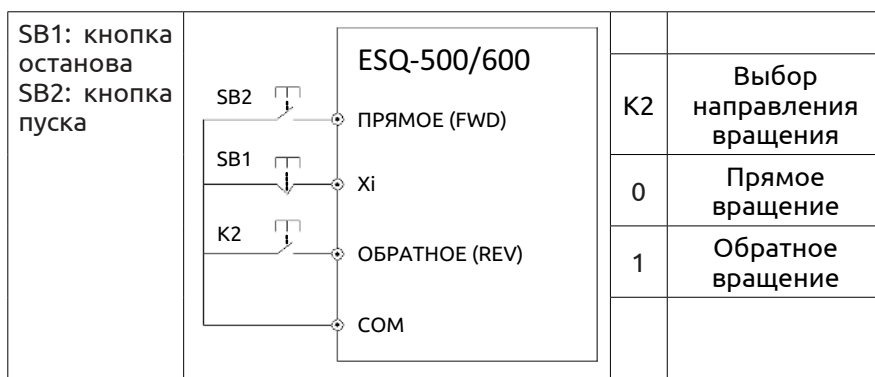 SB1: кнопка
останова
SB2: кнопка
пуска
ESQ-500/600
SB2
ПРЯМОЕ (FWD)
SB1
Xi
K2
ОБРАТНОЕ (REV)
COM
K2
Выбор
направления
вращения
0
Прямое
вращение
1
Обратное
вращение